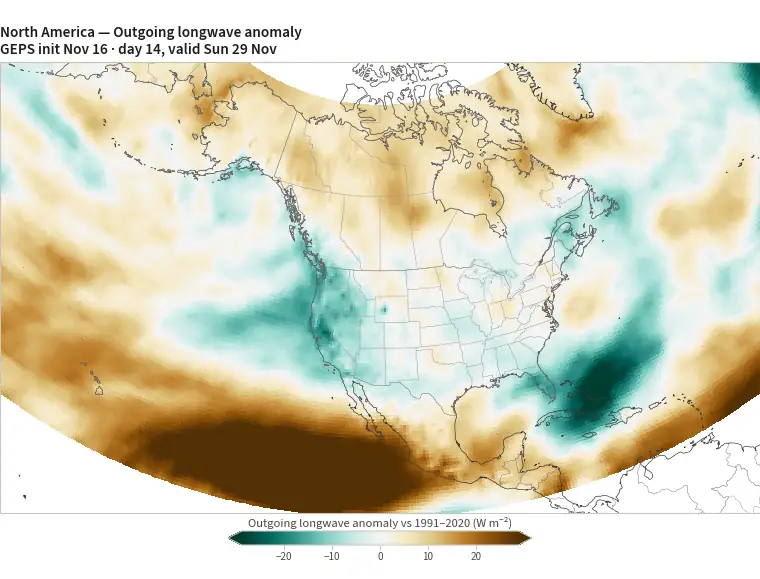 North America — Outgoing longwave anomaly
GEPS init Nov 16 · day 14, valid Sun 29 Nov
Outgoing longwave anomaly vs 1991–2020 (W m⁻²)
−20 −10 0 10 20